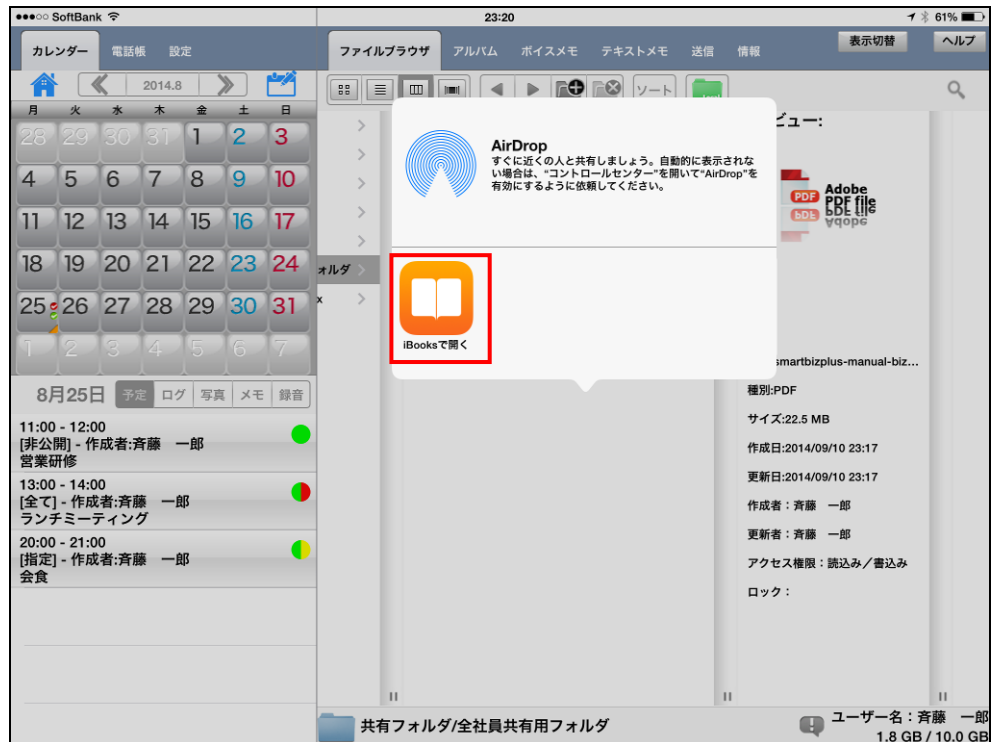 SoftBank
23:20
61%
カレンダー 電話帳 設定
ファイルブラウザ アルバム ボイスメモ テキストメモ 送信 情報
表示切替 ヘルプ
2014.8
ソート
月 火 水 木 金 土 日
28 29 30 31 1 2 3
4 5 6 7 8 9 10
11 12 13 14 15 16 17
18 19 20 21 22 23 24
25 26 27 28 29 30 31
1 2 3 4 5 6 7
8月25日 予定 ログ 写真 メモ 録音
11:00 - 12:00
[非公開] - 作成者:斉藤 一郎
営業研修
13:00 - 14:00
[全て] - 作成者:斉藤 一郎
ランチミーティング
20:00 - 21:00
[指定] - 作成者:斉藤 一郎
会食
ォルダ
x
AirDrop
すぐに近くの人と共有しましょう。自動的に表示されな
い場合は、“コントロールセンター”を開いて“AirDrop”を
有効にするように依頼してください。
iBooksで開く
ビュー:
PDF
Adobe
PDF file
smartbizplus-manual-biz...
種別:PDF
サイズ:22.5 MB
作成日:2014/09/10 23:17
更新日:2014/09/10 23:17
作成者：斉藤 一郎
更新者：斉藤 一郎
アクセス権限：読込み／書込み
ロック：
共有フォルダ/全社員共有用フォルダ
ユーザー名：斉藤 一郎
1.8 GB / 10.0 GB